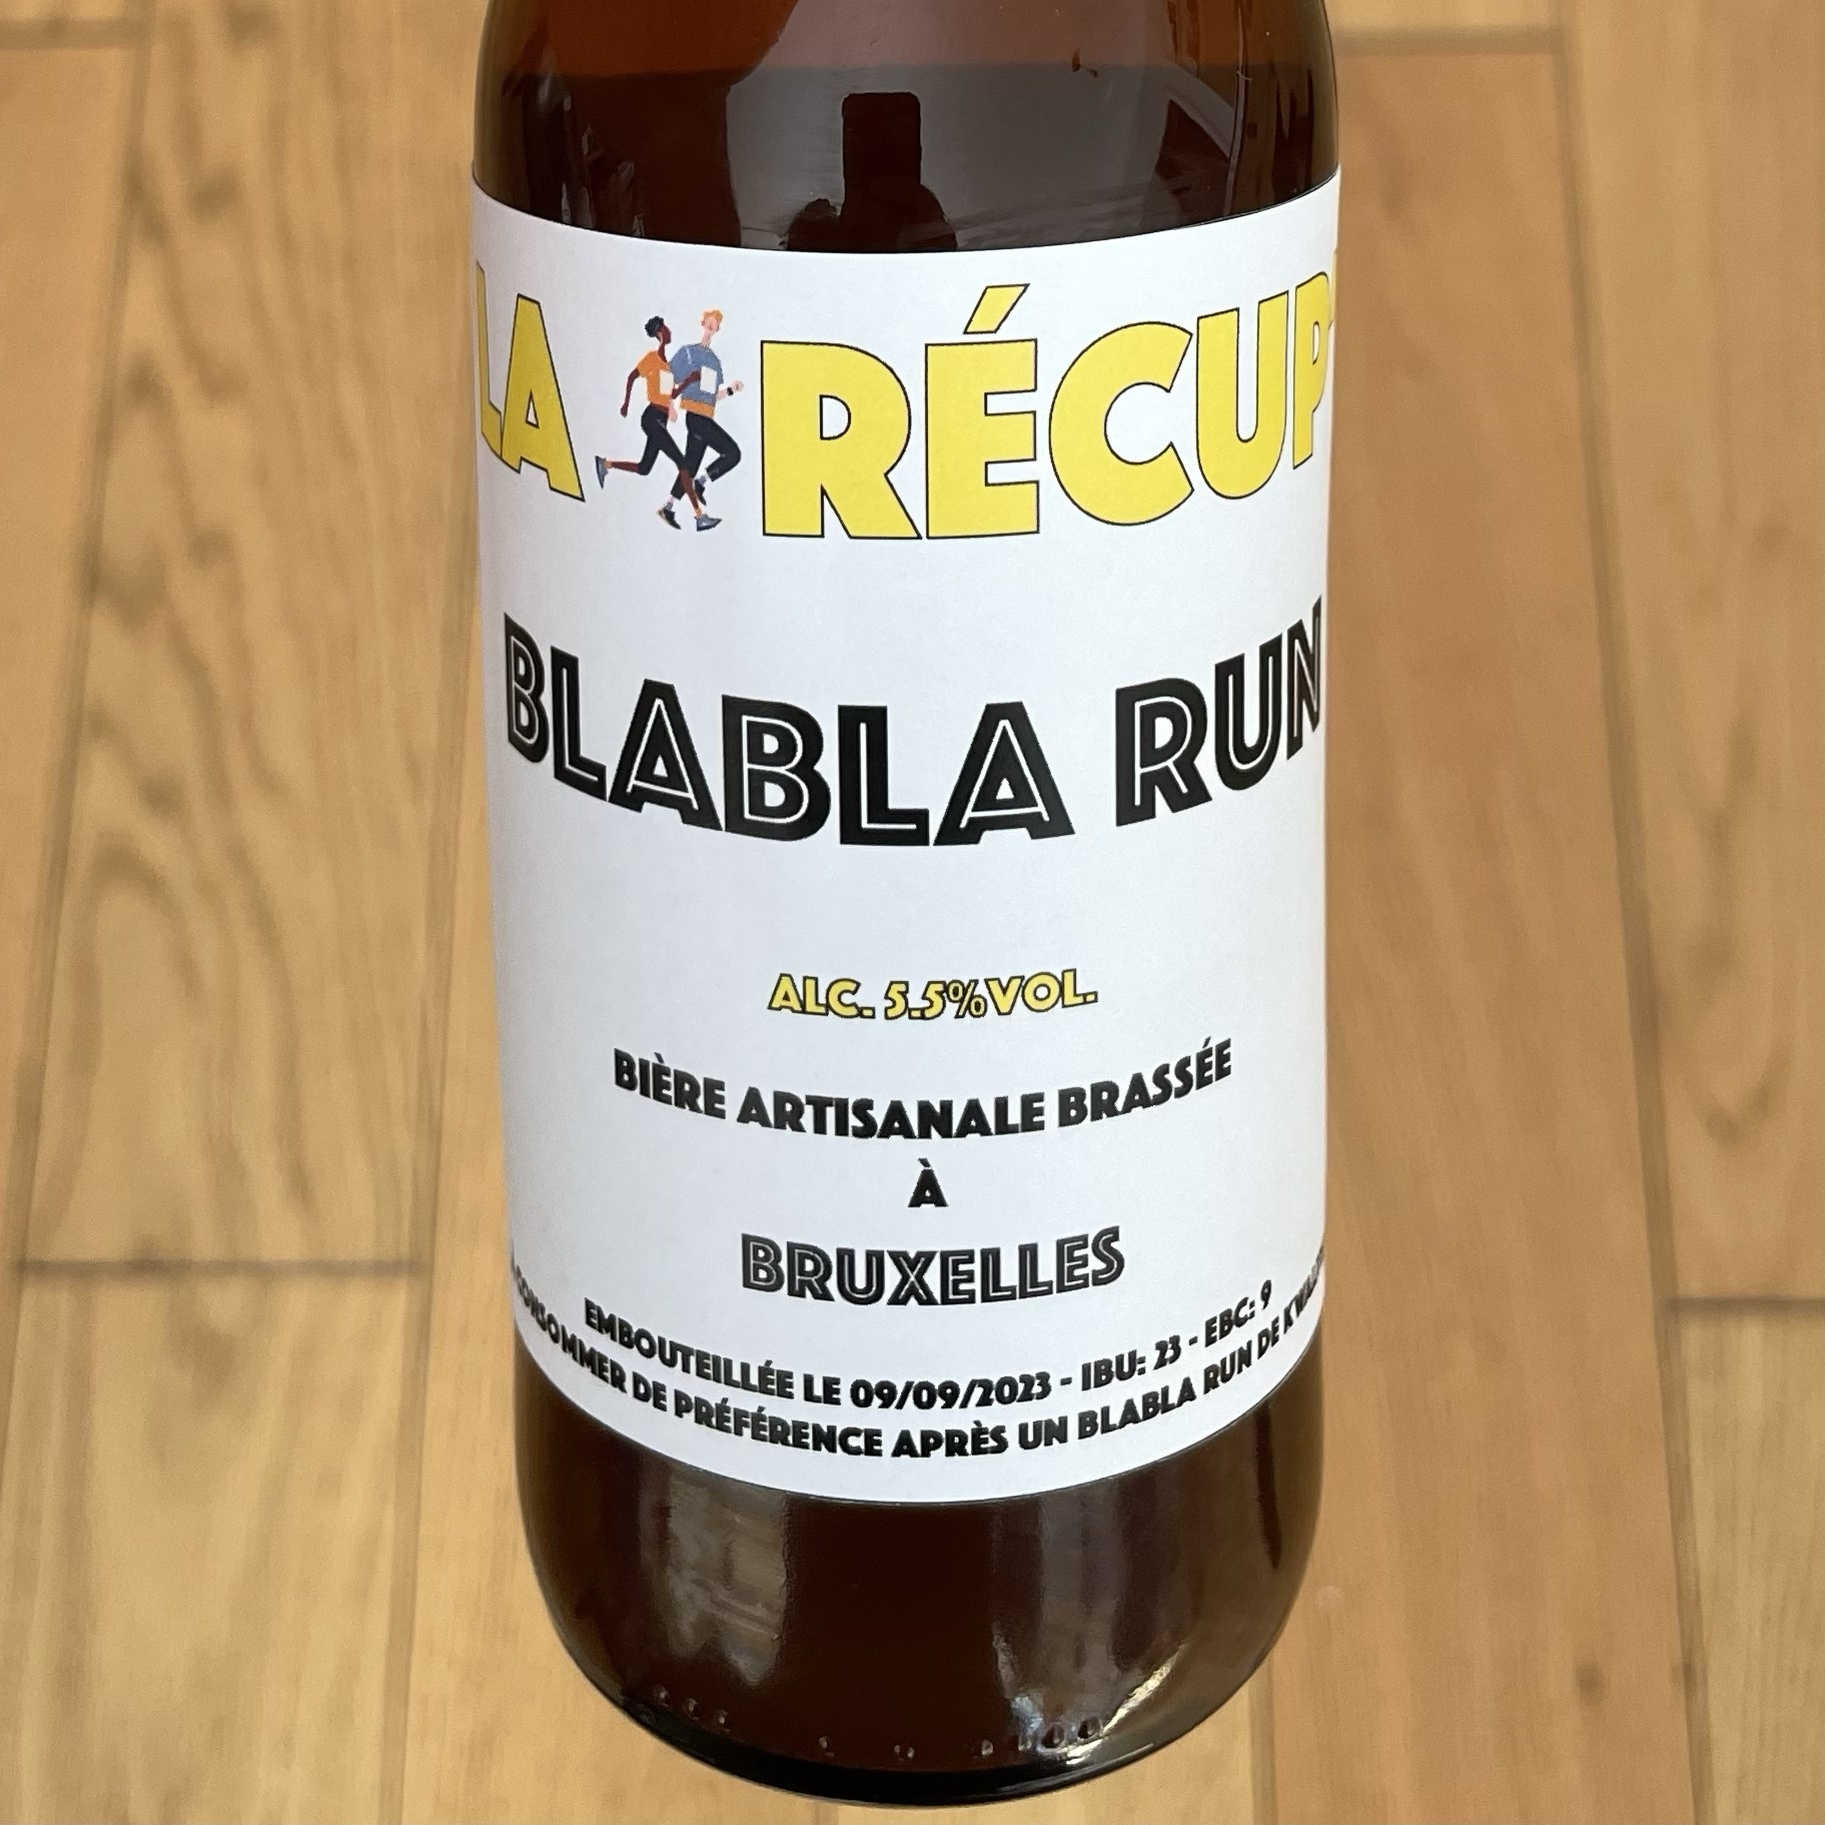 LA RÉCUP'
BLABLA RUN
ALC. 5.5%VOL.
BIÈRE ARTISANALE BRASSÉE
À
BRUXELLES
EMBOUTEILLÉE LE 09/09/2023 - IBU: 23 - EBC: 9
CONSOMMER DE PRÉFÉRENCE APRÈS UN BLABLA RUN DE